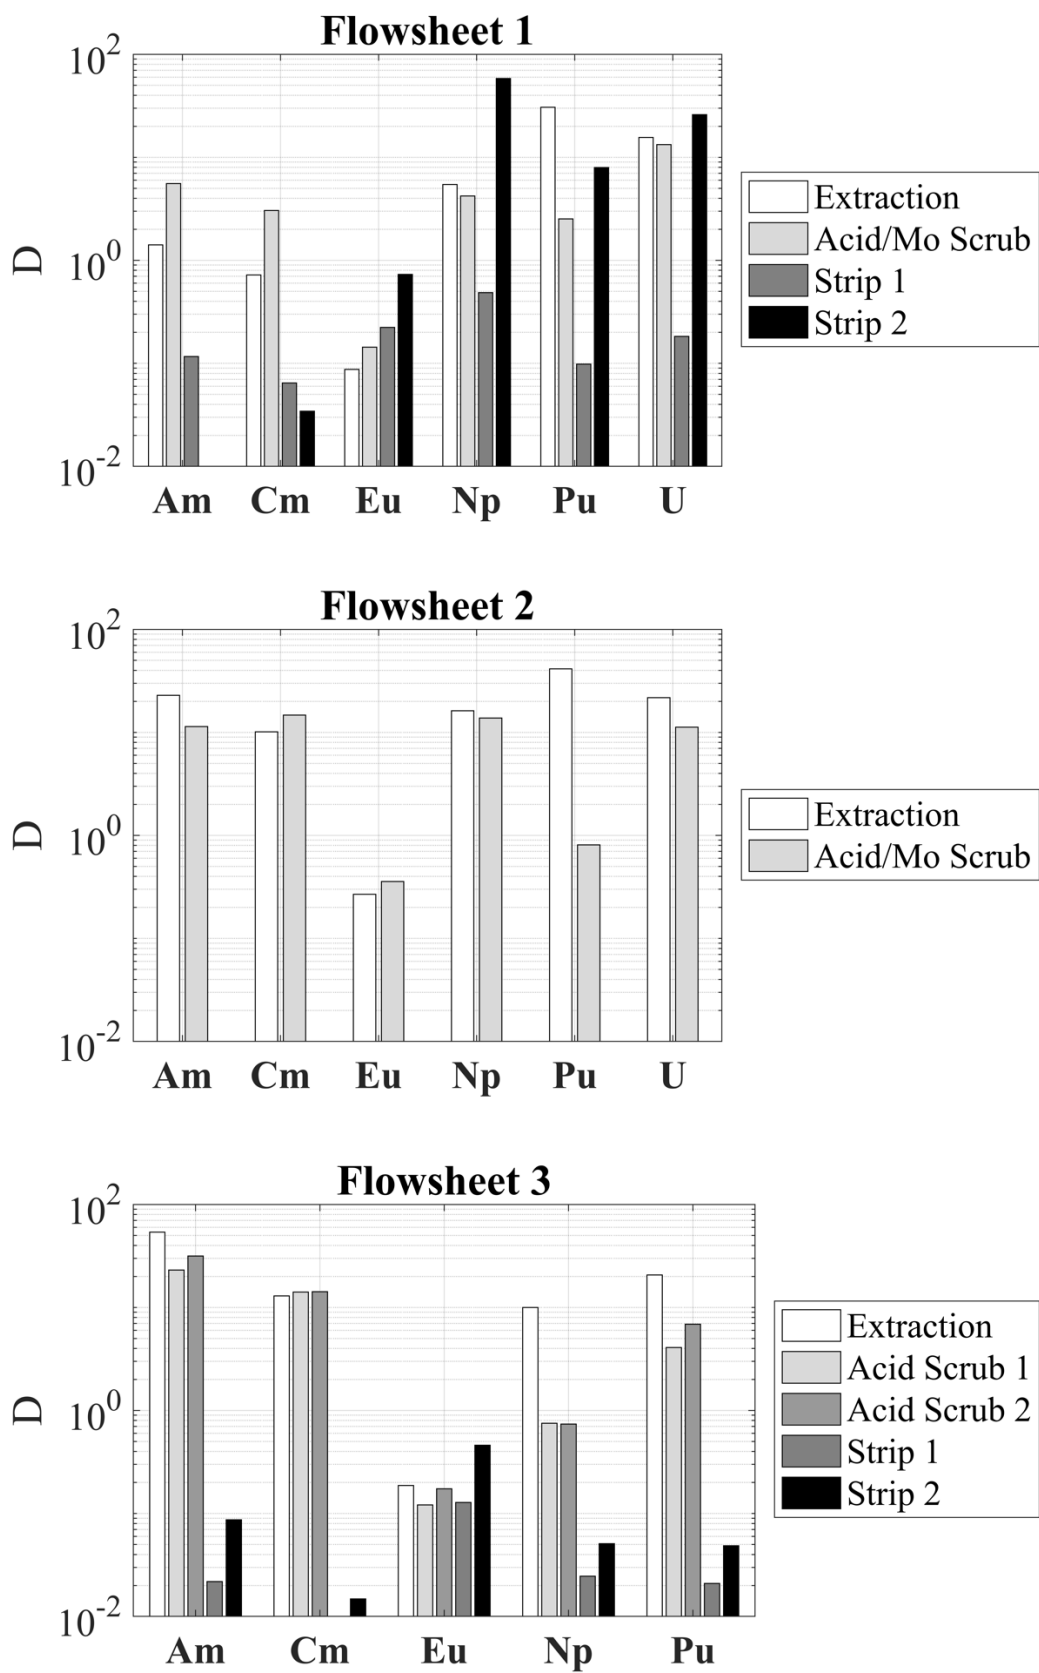 Flowsheet 1
10^2
10^0
10^-2
D
Am Cm Eu Np Pu U
Extraction
Acid/Mo Scrub
Strip 1
Strip 2
Flowsheet 2
10^2
10^0
10^-2
D
Am Cm Eu Np Pu U
Extraction
Acid/Mo Scrub
Flowsheet 3
10^2
10^0
10^-2
D
Am Cm Eu Np Pu
Extraction
Acid Scrub 1
Acid Scrub 2
Strip 1
Strip 2